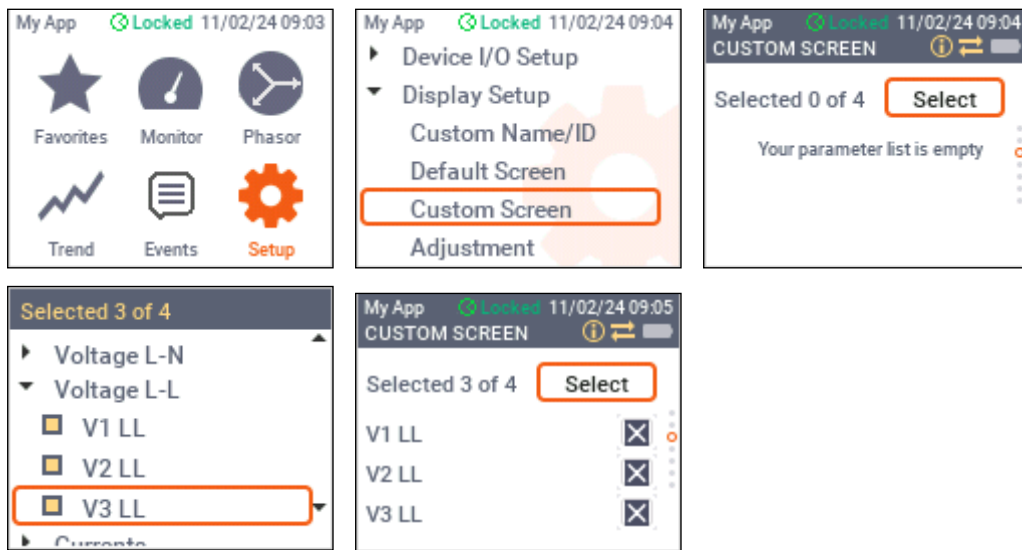 My App Locked 11/02/24 09:03
Favorites Monitor Phasor
Trend Events Setup
My App Locked 11/02/24 09:04
Device I/O Setup
Display Setup
Custom Name/ID
Default Screen
Custom Screen
Adjustment
My App Locked 11/02/24 09:04
CUSTOM SCREEN
Selected 0 of 4 Select
Your parameter list is empty
Selected 3 of 4
Voltage L-N
Voltage L-L
V1 LL
V2 LL
V3 LL
Currents
My App Locked 11/02/24 09:05
CUSTOM SCREEN
Selected 3 of 4 Select
V1 LL
V2 LL
V3 LL